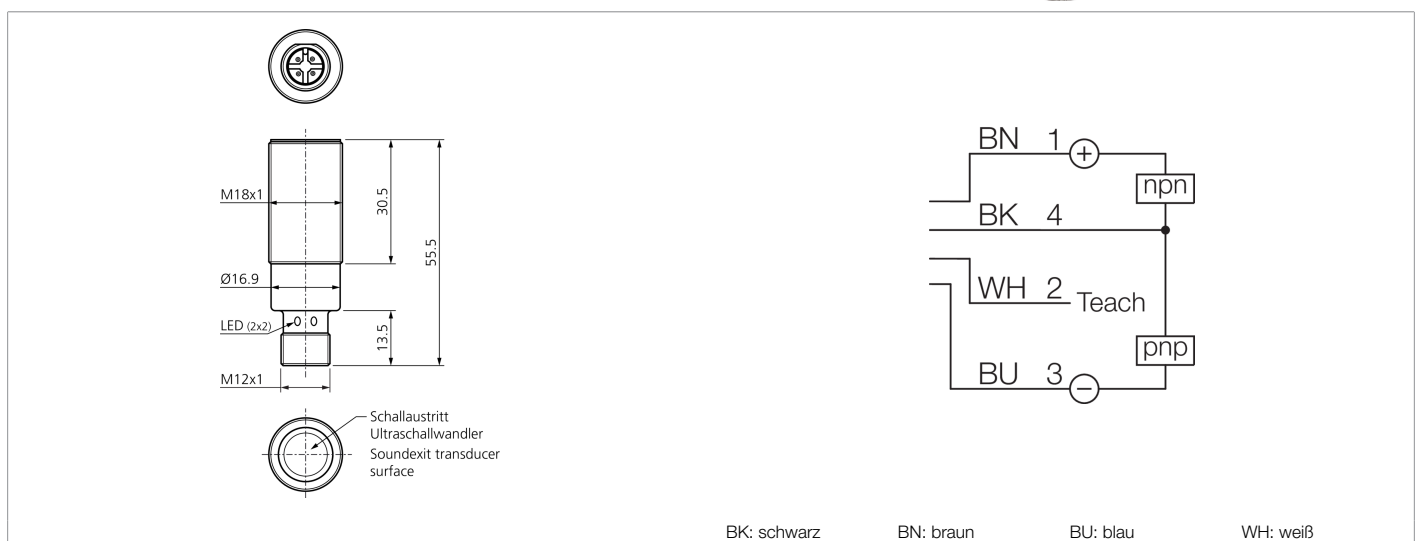 M18x1
30.5
55.5
Ø16.9
LED (2x2)
13.5
M12x1
Schallaustritt
Ultraschallwandler
Soundexit transducer
surface
BN 1 +
npn
BK 4
WH 2 Teach
pnp
BU 3 −
BK: schwarz BN: braun BU: blau WH: weiß